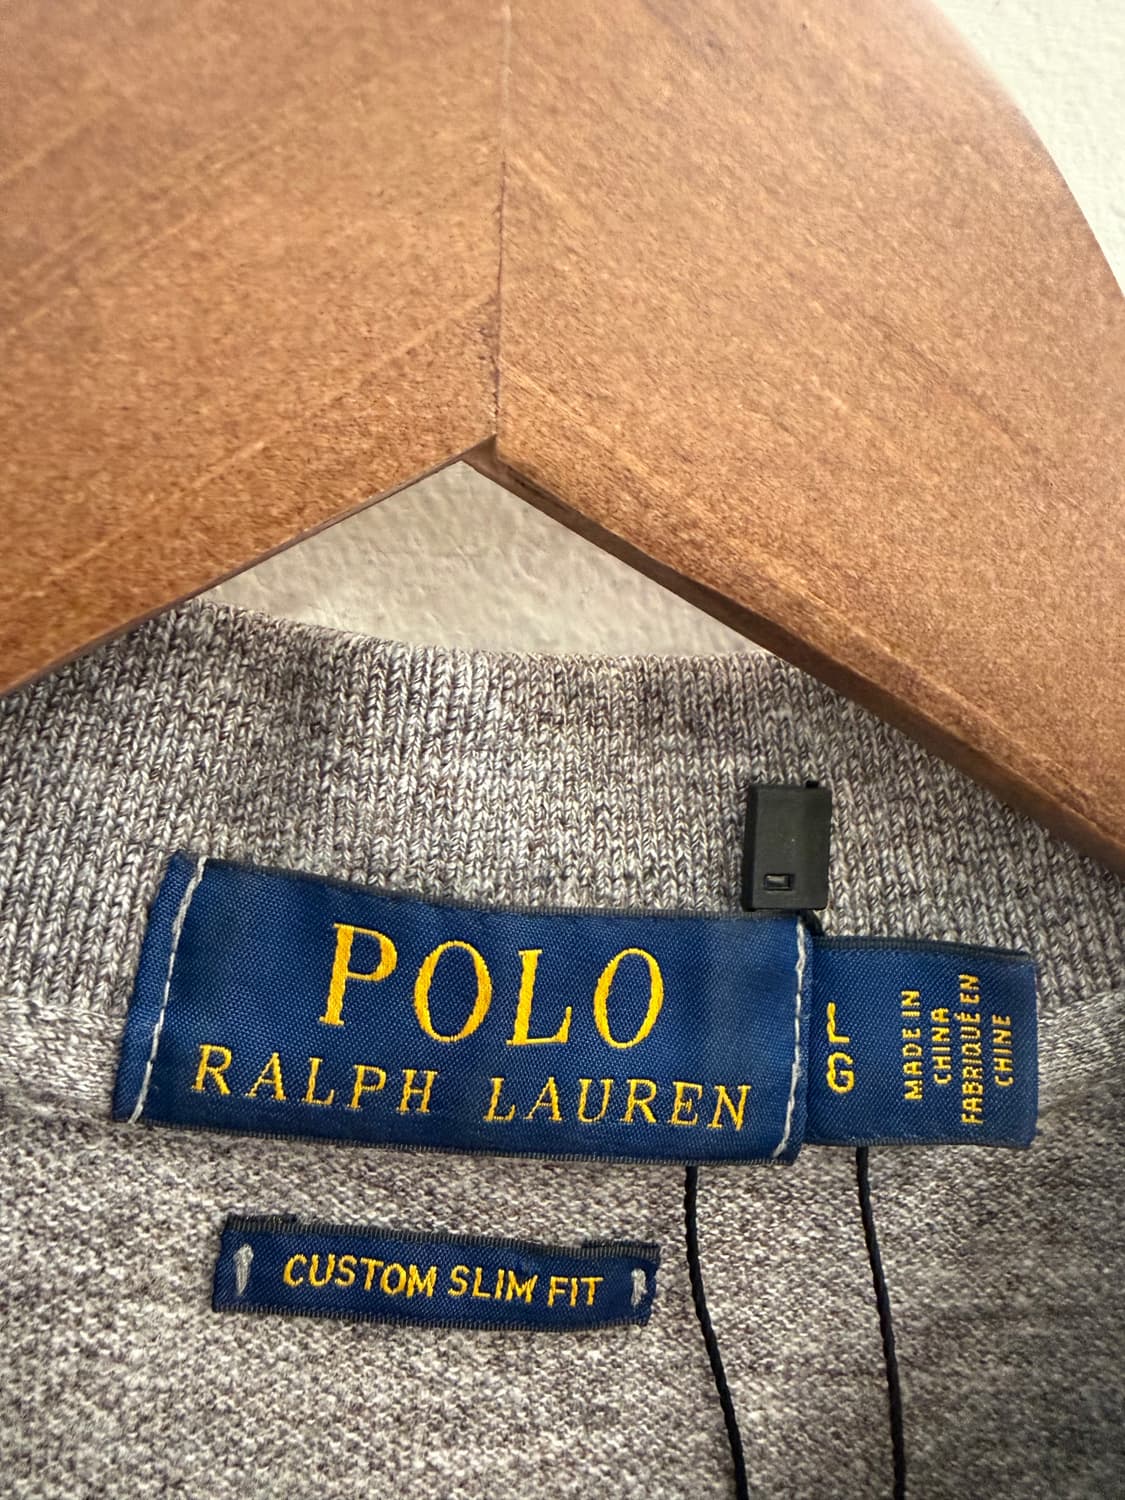 POLO
RALPH LAUREN
L
G
MADE IN
CHINA
FABRIQUÉ EN
CHINE
CUSTOM SLIM FIT